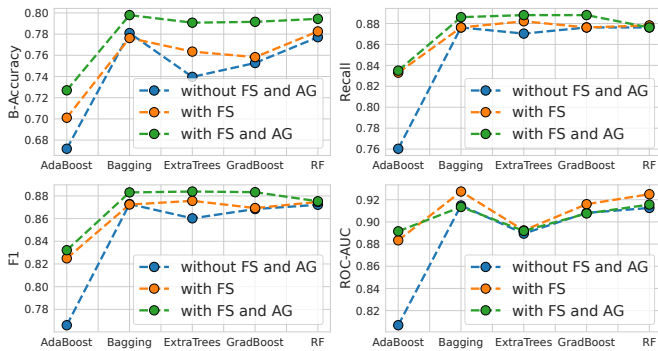 B-Accuracy
0.80
0.78
0.76
0.74
0.72
0.70
0.68
without FS and AG
with FS
with FS and AG
AdaBoost Bagging ExtraTrees GradBoost RF
Recall
0.88
0.86
0.84
0.82
0.80
0.78
0.76
without FS and AG
with FS
with FS and AG
AdaBoost Bagging ExtraTrees GradBoost RF
F1
0.88
0.86
0.84
0.82
0.80
0.78
without FS and AG
with FS
with FS and AG
AdaBoost Bagging ExtraTrees GradBoost RF
ROC-AUC
0.92
0.90
0.88
0.86
0.84
0.82
without FS and AG
with FS
with FS and AG
AdaBoost Bagging ExtraTrees GradBoost RF